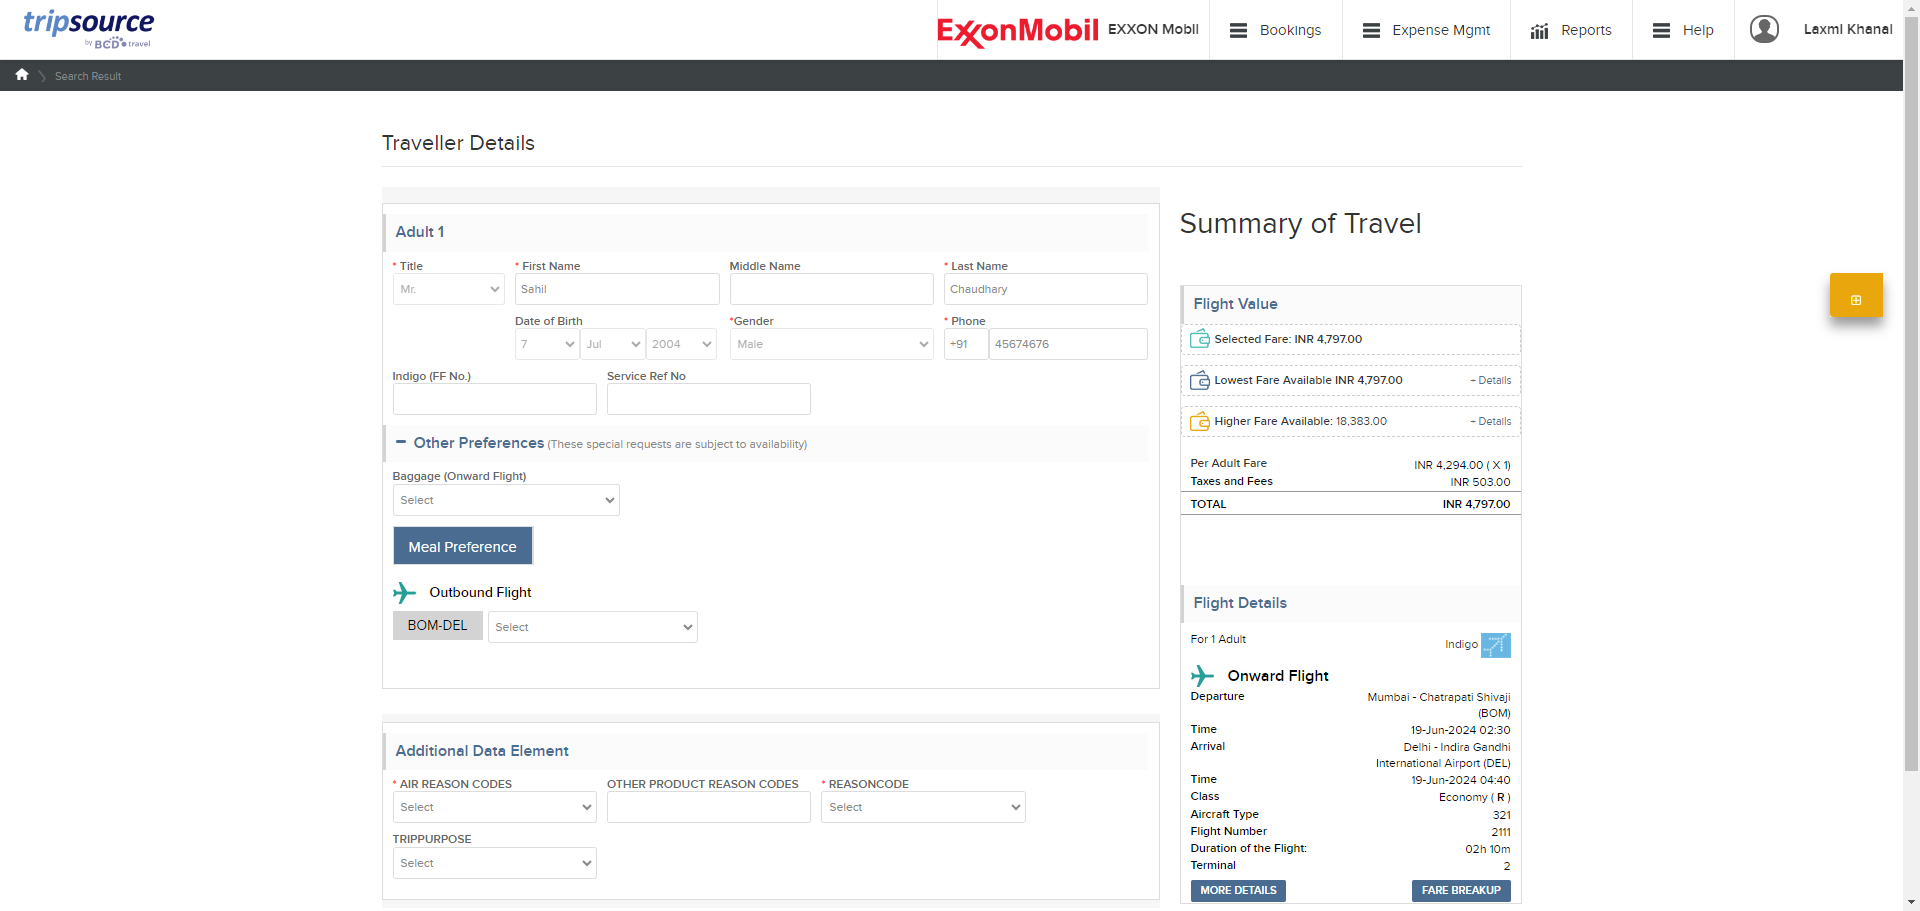 tripsource
by BCD travel
ExxonMobil EXXON Mobil
Bookings
Expense Mgmt
Reports
Help
Laxmi Khanal
Search Result
Traveller Details
Adult 1
* Title * First Name Middle Name * Last Name
Mr. Sahil Chaudhary
Date of Birth *Gender * Phone
7 Jul 2004 Male +91 45674676
Indigo (FF No.) Service Ref No
− Other Preferences (These special requests are subject to availability)
Baggage (Onward Flight)
Select
Meal Preference
Outbound Flight
BOM-DEL Select
Additional Data Element
* AIR REASON CODES OTHER PRODUCT REASON CODES * REASONCODE
Select Select
TRIPPURPOSE
Select
Summary of Travel
Flight Value
Selected Fare: INR 4,797.00
Lowest Fare Available INR 4,797.00 + Details
Higher Fare Available: 18,383.00 + Details
Per Adult Fare INR 4,294.00 ( X 1)
Taxes and Fees INR 503.00
TOTAL INR 4,797.00
Flight Details
For 1 Adult Indigo
Onward Flight
Departure Mumbai - Chatrapati Shivaji
(BOM)
Time 19-Jun-2024 02:30
Arrival Delhi - Indira Gandhi
International Airport (DEL)
Time 19-Jun-2024 04:40
Class Economy ( R )
Aircraft Type 321
Flight Number 2111
Duration of the Flight: 02h 10m
Terminal 2
MORE DETAILS FARE BREAKUP